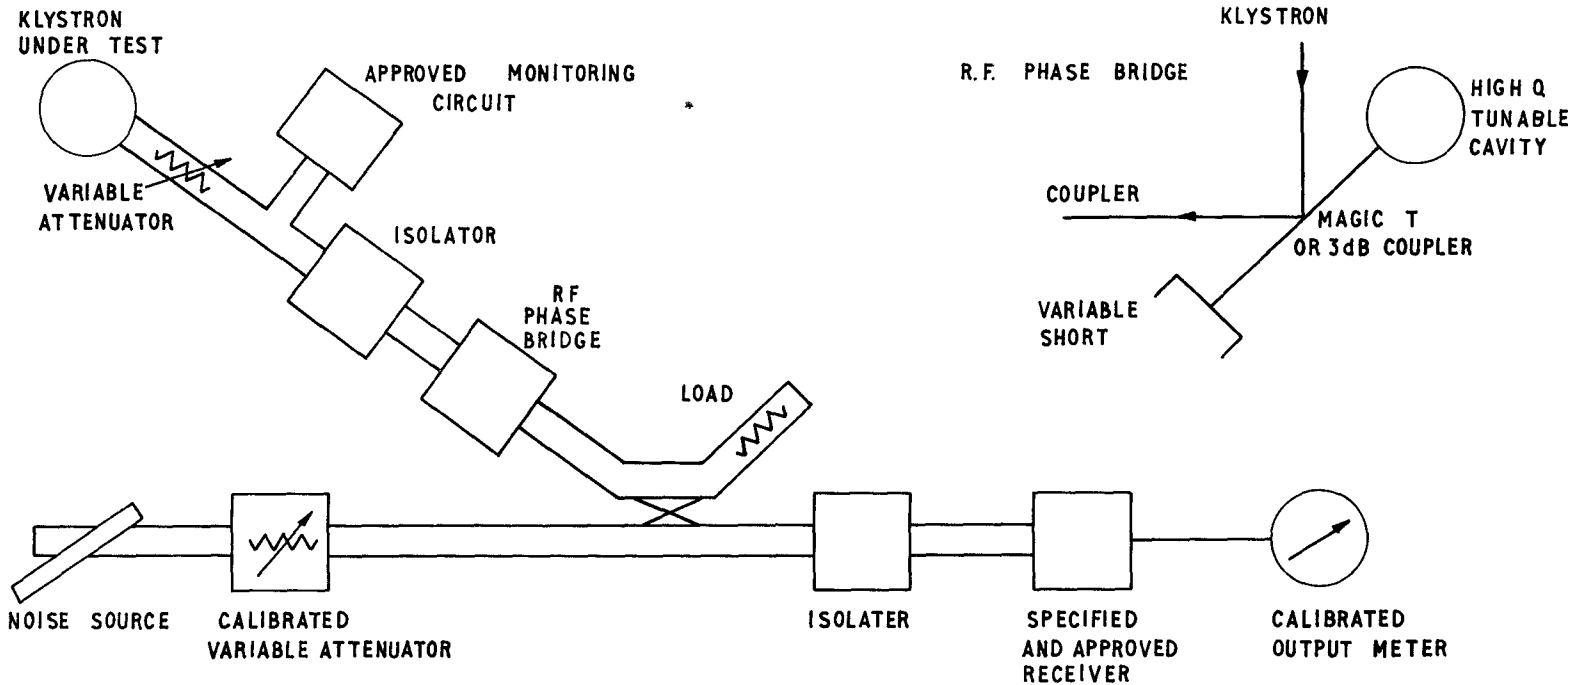 KLYSTRON
UNDER TEST
APPROVED MONITORING
CIRCUIT
*
VARIABLE
ATTENUATOR
ISOLATOR
RF
PHASE
BRIDGE
LOAD
KLYSTRON
R.F. PHASE BRIDGE
HIGH Q
TUNABLE
CAVITY
COUPLER
MAGIC T
OR 3dB COUPLER
VARIABLE
SHORT
NOISE SOURCE
CALIBRATED
VARIABLE ATTENUATOR
ISOLATER
SPECIFIED
AND APPROVED
RECEIVER
CALIBRATED
OUTPUT METER